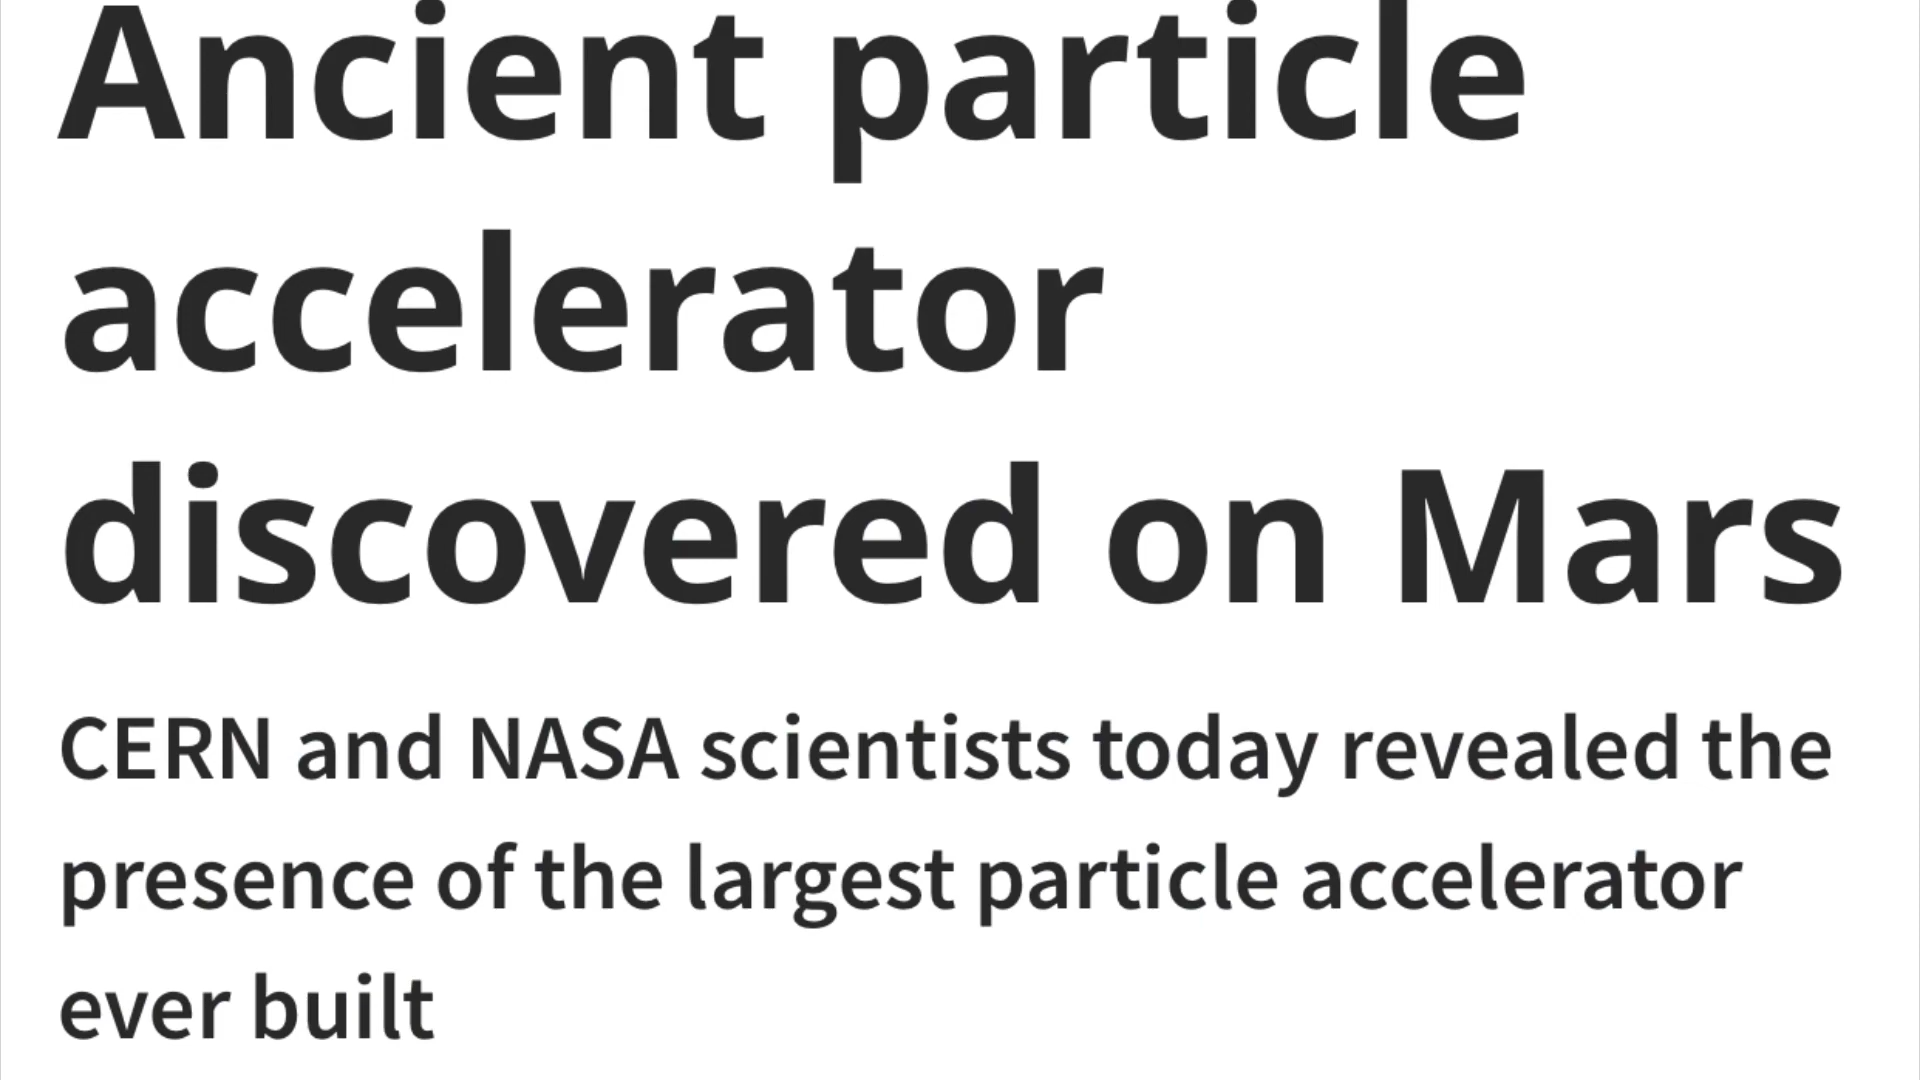 Ancient particle
accelerator
discovered on Mars
CERN and NASA scientists today revealed the
presence of the largest particle accelerator
ever built